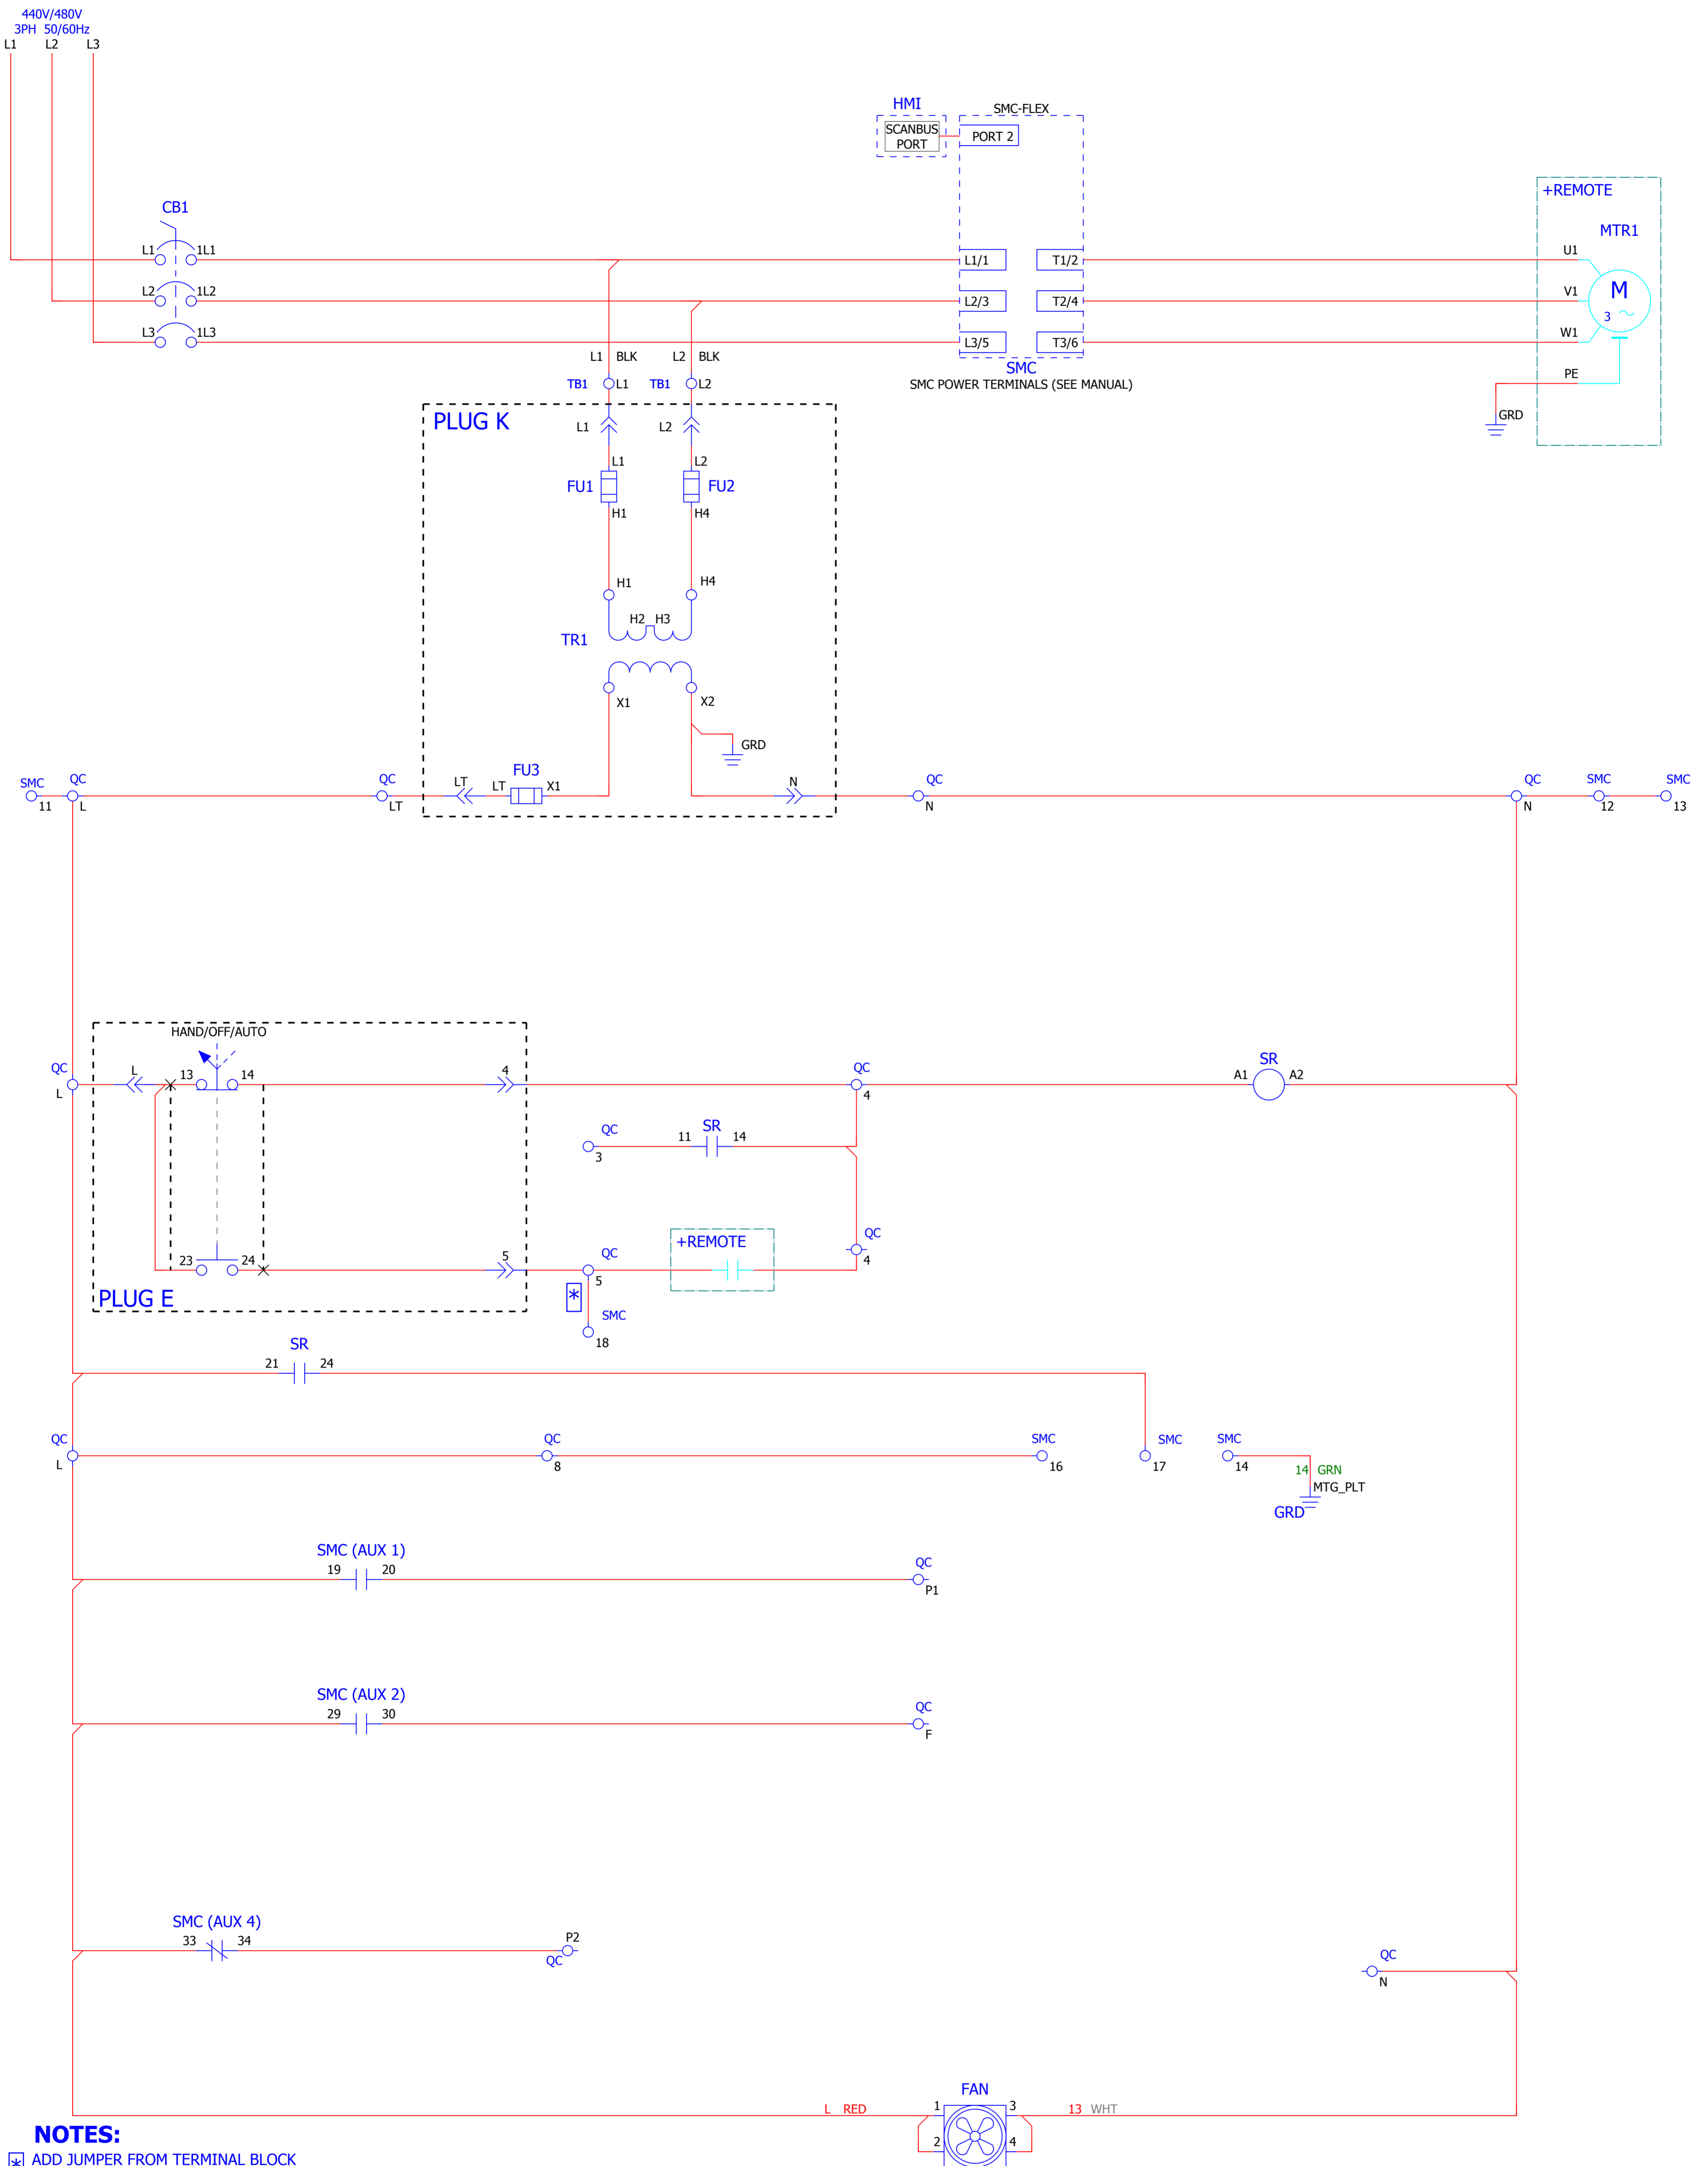 440V/480V
3PH 50/60Hz
L1 L2 L3
HMI
SMC-FLEX
SCANBUS
PORT
PORT 2
+REMOTE
CB1
MTR1
L1 1L1
L1/1 T1/2
U1
L2 1L2
L2/3 T2/4
V1
M
3
L3 1L3
L3/5 T3/6
W1
L1 BLK L2 BLK
SMC
SMC POWER TERMINALS (SEE MANUAL)
PE
TB1 L1 TB1 L2
GRD
PLUG K
L1 L2
L1 L2
FU1 FU2
H1 H4
H1 H4
H2 H3
TR1
X1 X2
GRD
SMC
11
QC
L
QC
LT
LT
LT
FU3
X1
N
QC
N
QC
N
SMC
12
SMC
13
HAND/OFF/AUTO
QC
L
L
13 14
4
QC
4
SR
A1 A2
QC
3
SR
11 14
QC
4
+REMOTE
23 24
5
QC
5
PLUG E
*
SMC
18
SR
21 24
QC
L
QC
8
SMC
16
SMC
17
SMC
14
14 GRN
MTG_PLT
GRD
SMC (AUX 1)
19 20
QC
P1
SMC (AUX 2)
29 30
QC
F
SMC (AUX 4)
33 34
P2
QC
QC
N
FAN
L RED
1 3
13 WHT
2 4
NOTES:
* ADD JUMPER FROM TERMINAL BLOCK